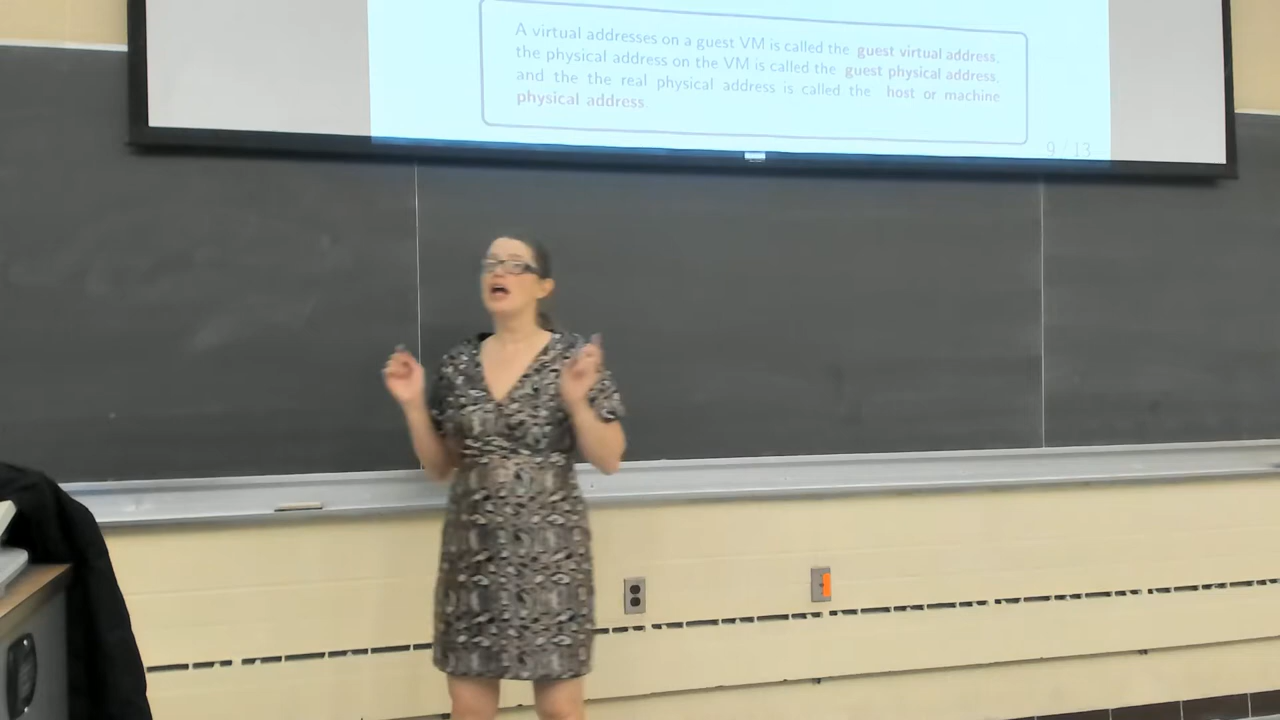 A virtual addresses on a guest VM is called the guest virtual address,
the physical address on the VM is called the guest physical address,
and the the real physical address is called the host or machine
physical address.
9 / 13